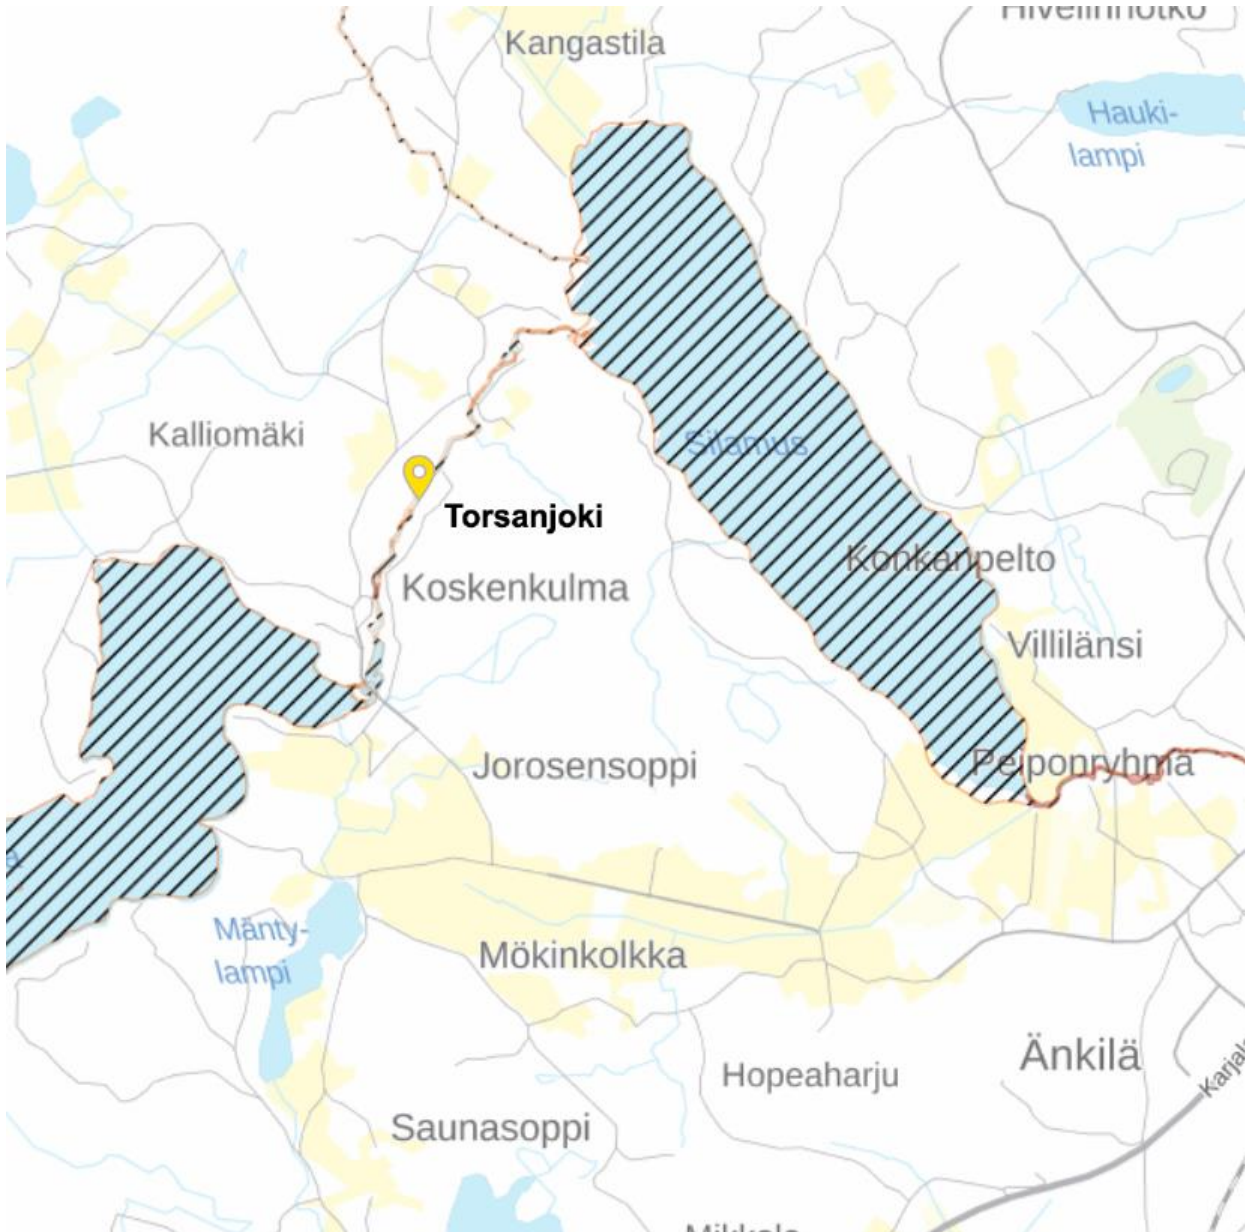 Kangastila
Hauki-
lampi
Kalliomäki
Silamus
Torsanjoki
Konkanpelto
Koskenkulma
Villilänsi
Jorosensoppi
Peiponryhmä
Mänty-
lampi
Mökinkolkka
Änkilä
Hopeaharju
Saunasoppi